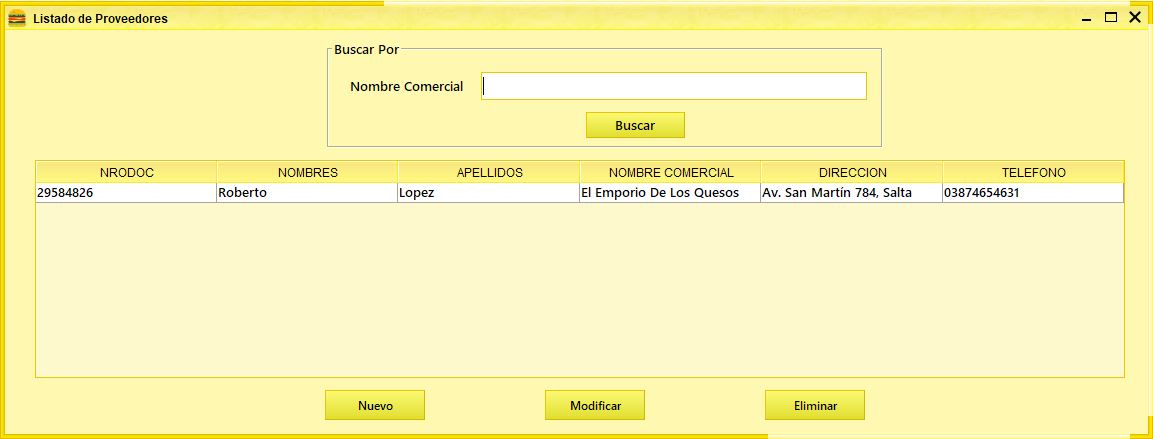 Listado de Proveedores
Buscar Por
Nombre Comercial
Buscar
NRODOC NOMBRES APELLIDOS NOMBRE COMERCIAL DIRECCION TELEFONO
29584826 Roberto Lopez El Emporio De Los Quesos Av. San Martín 784, Salta 03874654631
Nuevo Modificar Eliminar